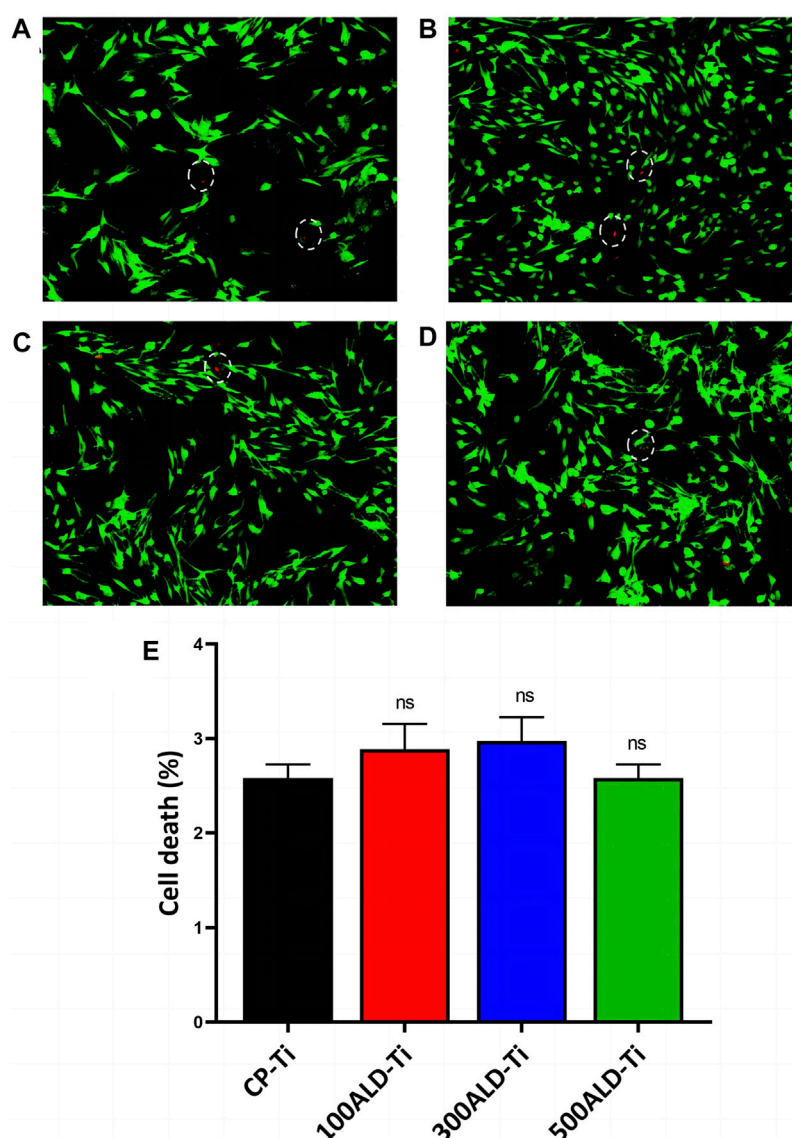 A
B
C
D
E
4
3
2
1
0
Cell death (%)
ns
ns
ns
CP-Ti
100ALD-Ti
300ALD-Ti
500ALD-Ti